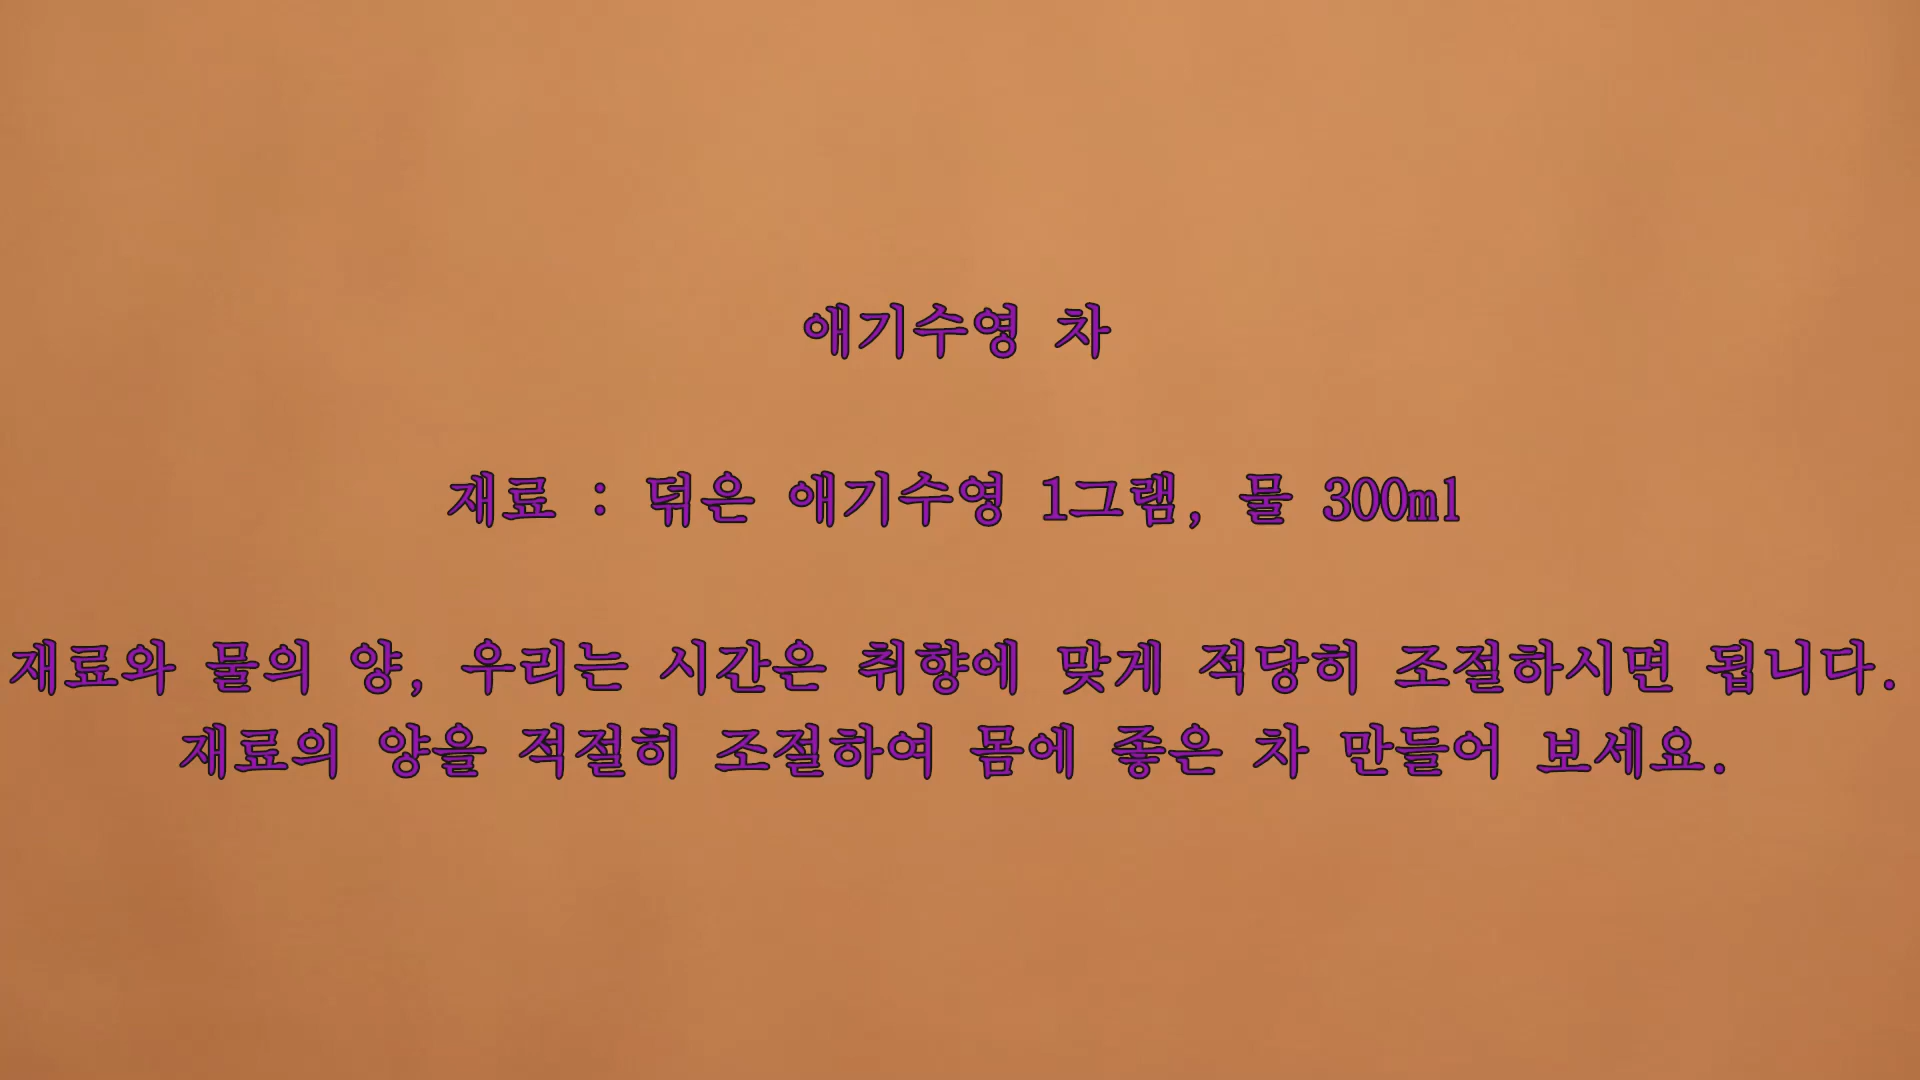 애기수영 차
재료 : 덖은 애기수영 1그램, 물 300ml
재료와 물의 양, 우리는 시간은 취향에 맞게 적당히 조절하시면 됩니다.
재료의 양을 적절히 조절하여 몸에 좋은 차 만들어 보세요.